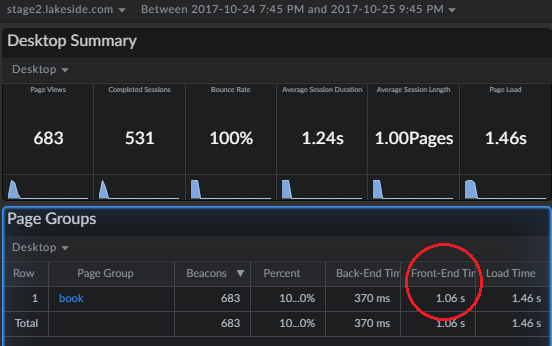 stage2.lakeside.com Between 2017-10-24 7:45 PM and 2017-10-25 9:45 PM
Desktop Summary
Desktop
Page Views Completed Sessions Bounce Rate Average Session Duration Average Session Length Page Load
683 531 100% 1.24s 1.00Pages 1.46s
Page Groups
Desktop
Row Page Group Beacons Percent Back-End Tim Front-End Tim Load Time
1 book 683 10...0% 370 ms 1.06 s 1.46 s
Total 683 10...0% 370 ms 1.06 s 1.46 s